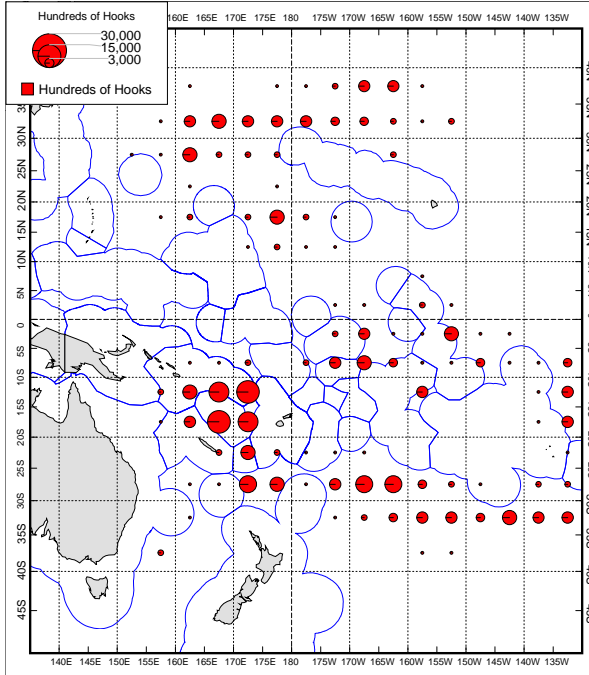 Hundreds of Hooks
30,000
15,000
3,000
Hundreds of Hooks
160E 165E 170E 175E 180 175W 170W 165W 160W 155W 150W 145W 140W 135W
30N
25N
20N
15N
10N
5N
0
5S
10S
15S
20S
25S
30S
35S
40S
45S
140E 145E 150E 155E 160E 165E 170E 175E 180 175W 170W 165W 160W 155W 150W 145W 140W 135W